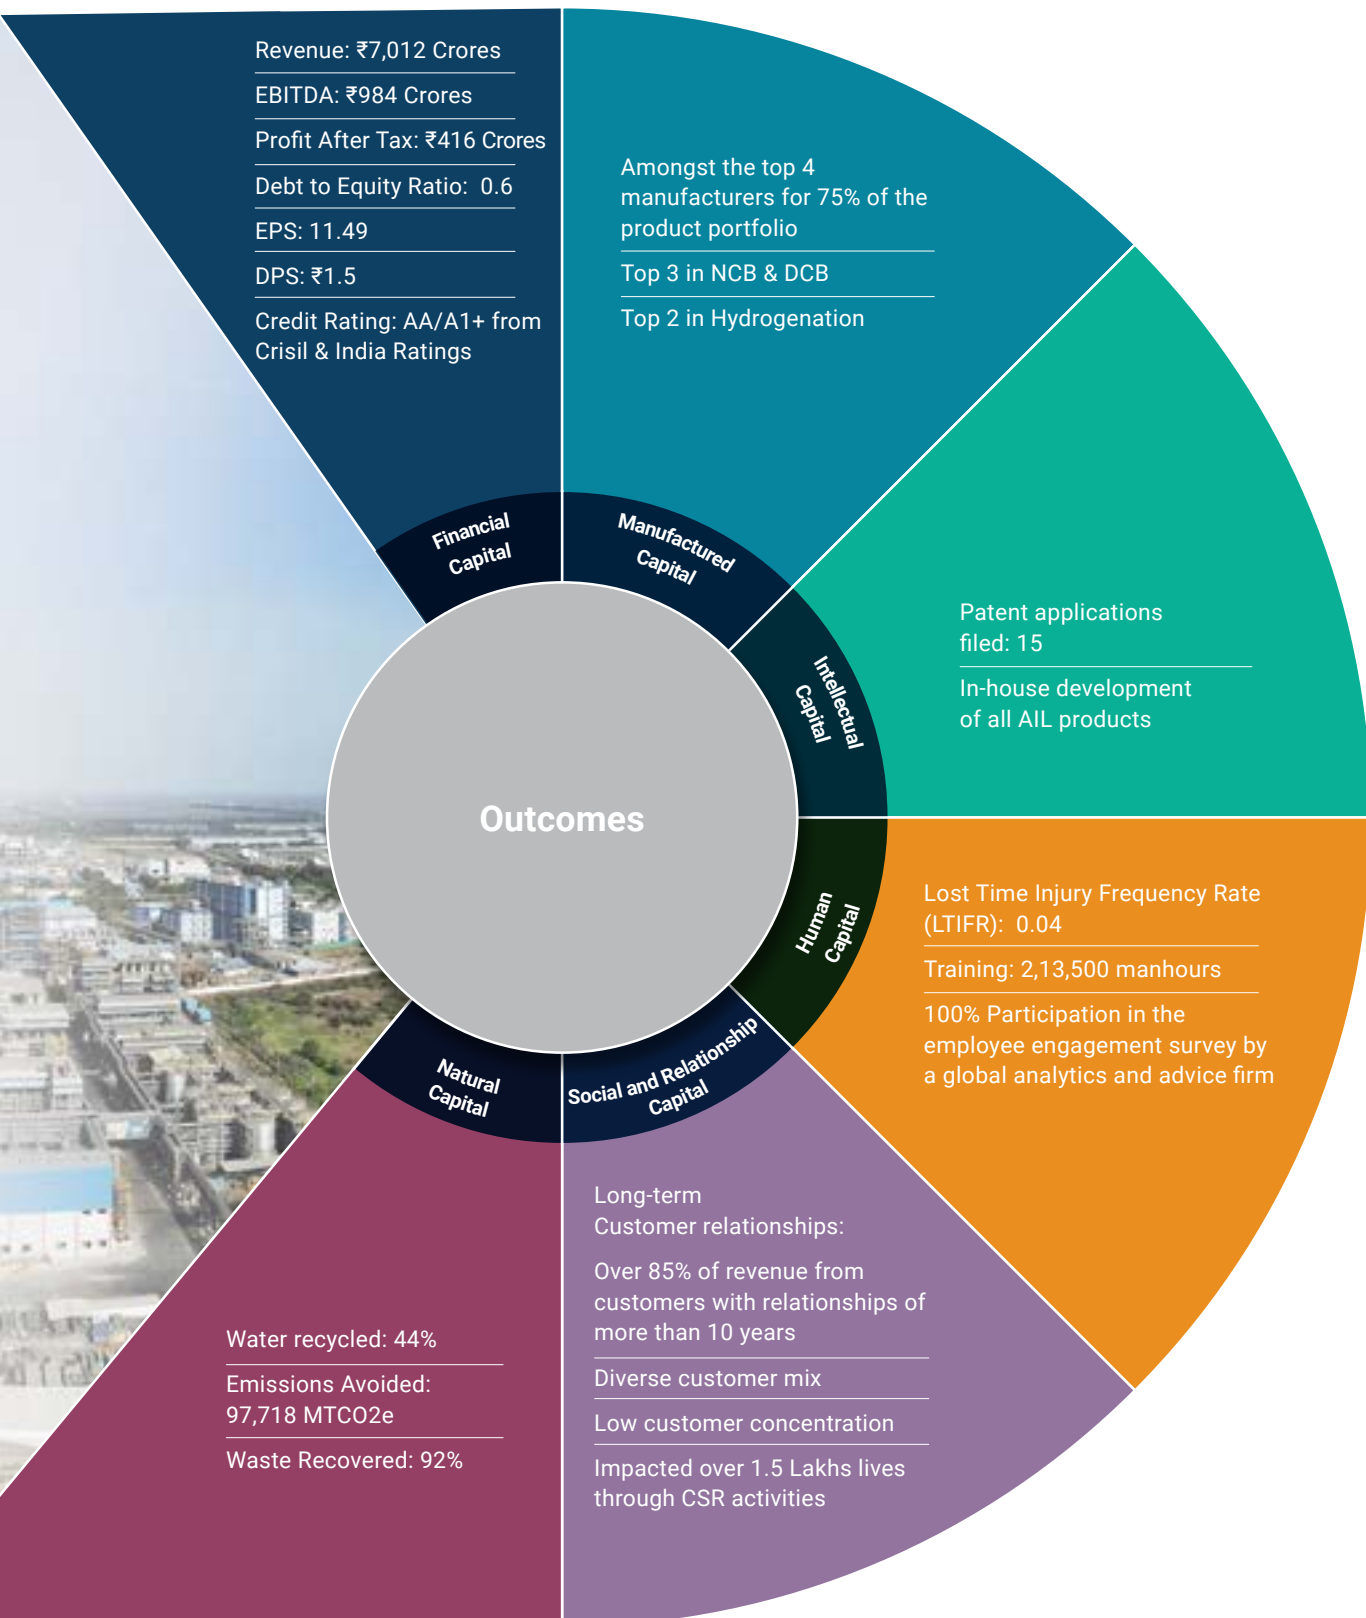 Revenue: ₹7,012 Crores
EBITDA: ₹984 Crores
Profit After Tax: ₹416 Crores
Debt to Equity Ratio: 0.6
EPS: 11.49
DPS: ₹1.5
Credit Rating: AA/A1+ from
Crisil & India Ratings
Financial
Capital
Amongst the top 4
manufacturers for 75% of the
product portfolio
Top 3 in NCB & DCB
Top 2 in Hydrogenation
Manufactured
Capital
Patent applications
filed: 15
In-house development
of all AIL products
Intellectual
Capital
Outcomes
Lost Time Injury Frequency Rate
(LTIFR): 0.04
Training: 2,13,500 manhours
100% Participation in the
employee engagement survey by
a global analytics and advice firm
Human
Capital
Social and Relationship
Capital
Long-term
Customer relationships:
Over 85% of revenue from
customers with relationships of
more than 10 years
Diverse customer mix
Low customer concentration
Impacted over 1.5 Lakhs lives
through CSR activities
Natural
Capital
Water recycled: 44%
Emissions Avoided:
97,718 MTCO2e
Waste Recovered: 92%